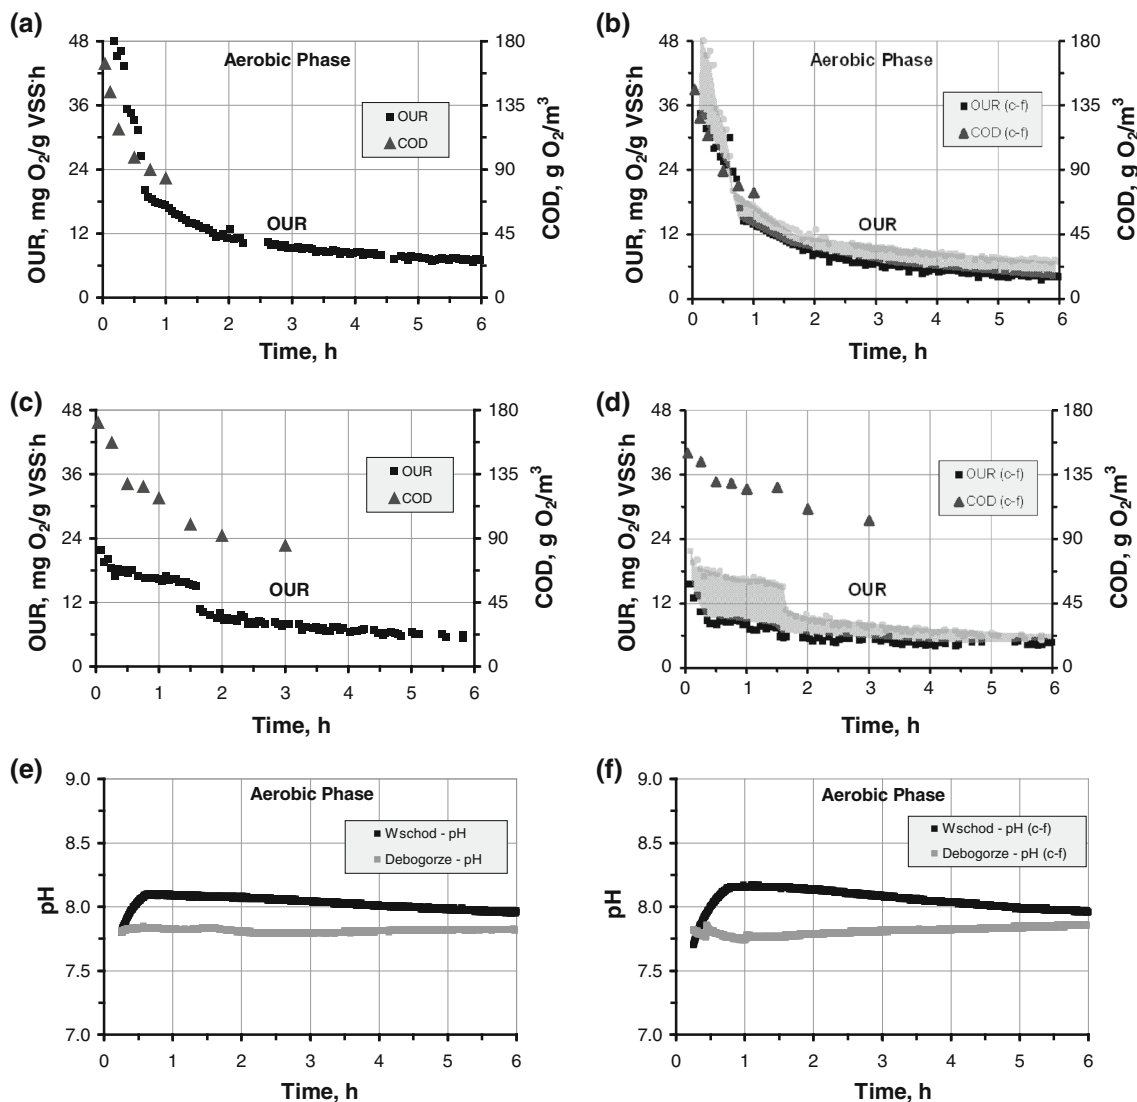 (a)
48
36
24
12
0
OUR, mg O₂/g VSS·h
Aerobic Phase
OUR
COD
OUR
180
135
90
45
0
COD, g O₂/m³
0 1 2 3 4 5 6
Time, h
(b)
48
36
24
12
0
OUR, mg O₂/g VSS·h
Aerobic Phase
OUR (c-f)
COD (c-f)
OUR
180
135
90
45
0
COD, g O₂/m³
0 1 2 3 4 5 6
Time, h
(c)
48
36
24
12
0
OUR, mg O₂/g VSS·h
OUR
COD
OUR
180
135
90
45
0
COD, g O₂/m³
0 1 2 3 4 5 6
Time, h
(d)
48
36
24
12
0
OUR, mg O₂/g VSS·h
OUR (c-f)
COD (c-f)
OUR
180
135
90
45
0
COD, g O₂/m³
0 1 2 3 4 5 6
Time, h
(e)
9.0
8.5
8.0
7.5
7.0
pH
Aerobic Phase
Wschod - pH
Debogorze - pH
0 1 2 3 4 5 6
Time, h
(f)
9.0
8.5
8.0
7.5
7.0
pH
Aerobic Phase
Wschod - pH (c-f)
Debogorze - pH (c-f)
0 1 2 3 4 5 6
Time, h